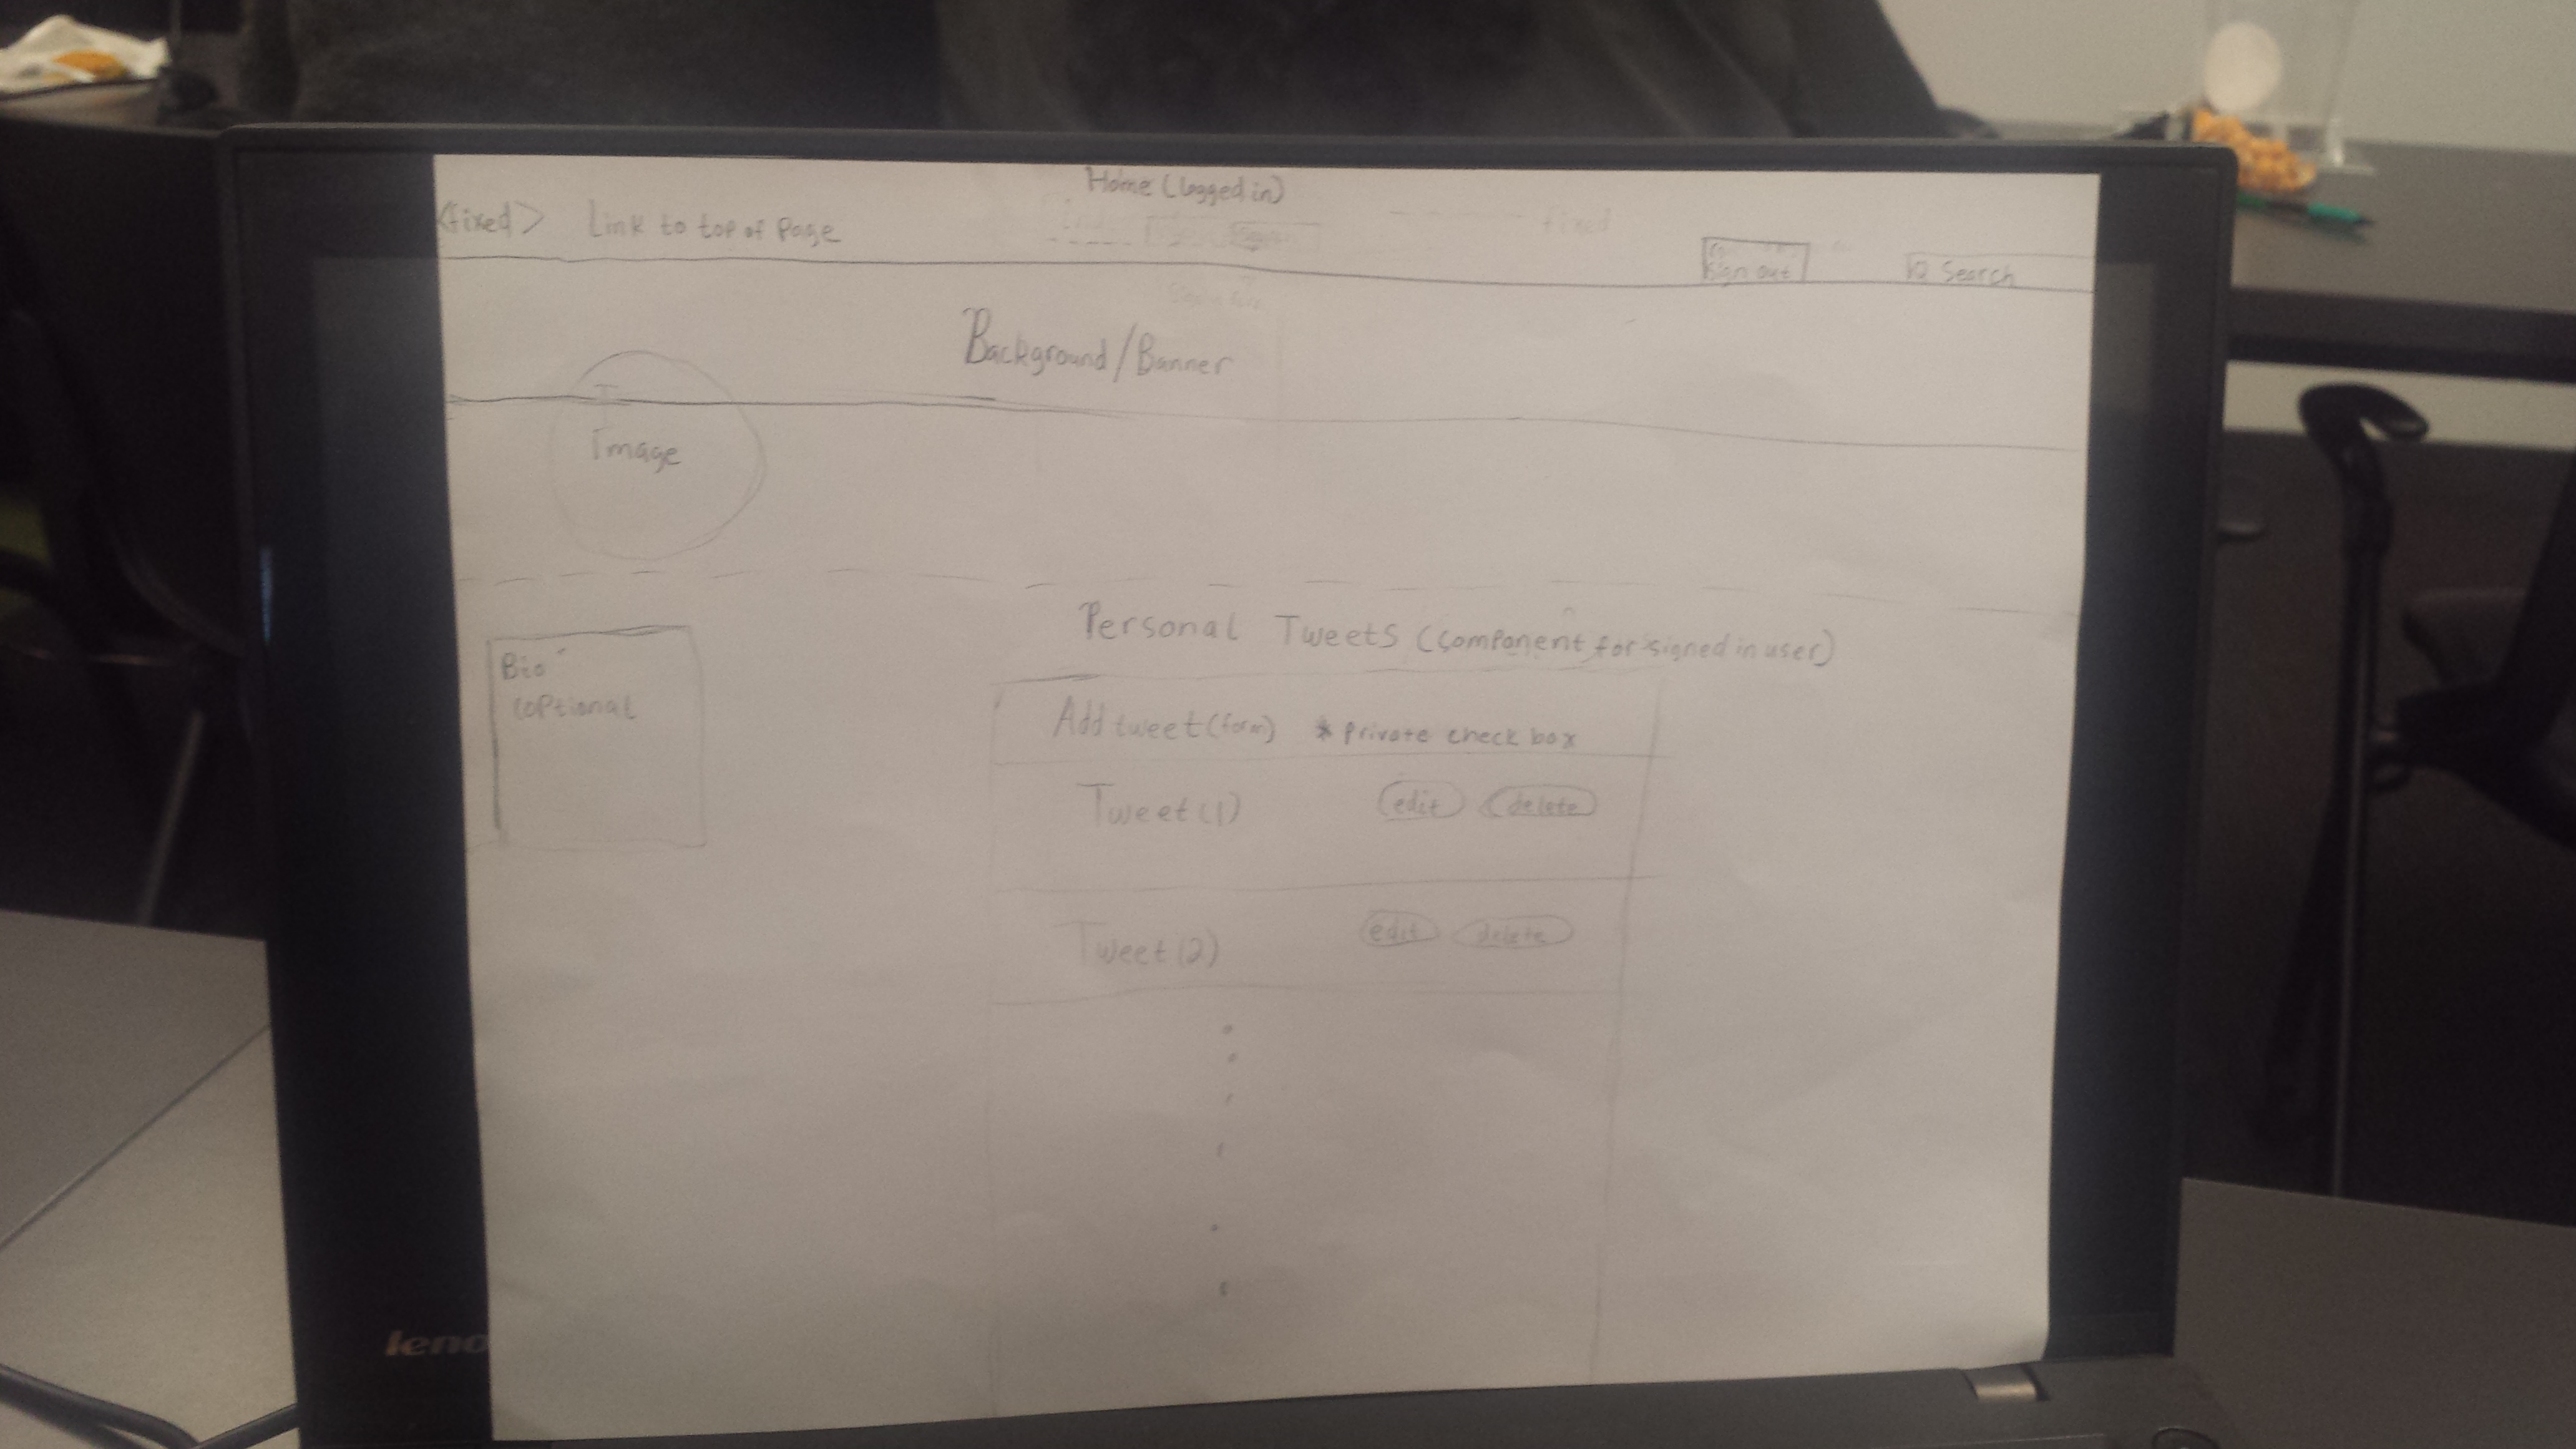 Home (logged in)
<fixed> Link to top of Page
fixed
Sign out
Search
Background/Banner
Image
Personal Tweets (component for signed in user)
Bio
(optional
Add tweet (form) * Private check box
Tweet (1) edit delete
Tweet (2) edit delete
leno